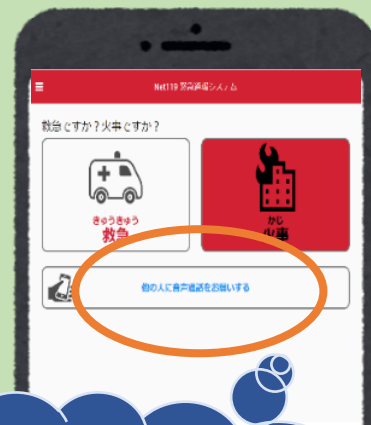 Net119 緊急通報システム
救急ですか？火事ですか？
きゅうきゅう
救急
かじ
火事
他の人に音声通話をお願いする